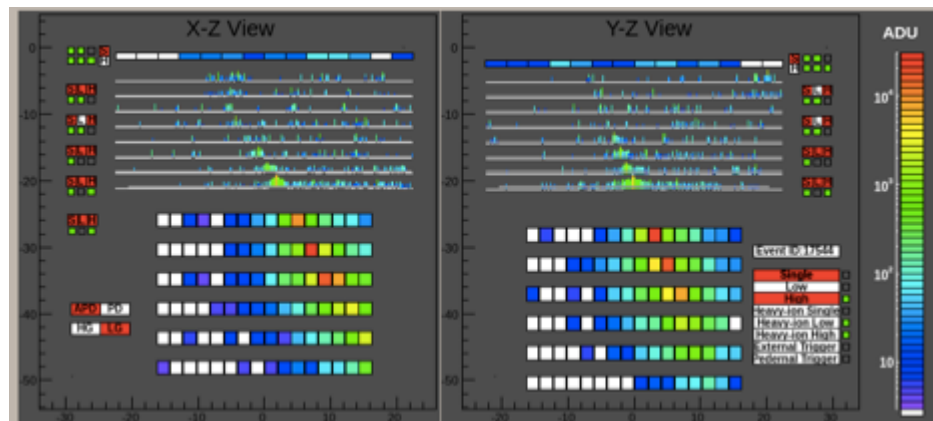 X-Z View
Y-Z View
ADU
0
-10
-20
-30
-40
-50
-30
-20
-10
0
10
20
0
-10
-20
-30
-40
-50
-20
-10
0
10
20
30
APD PD
HG LG
Event ID:17544
Single
Low
High
Heavy-ion Single
Heavy-ion Low
Heavy-ion High
External Trigger
Pedernal Trigger
10⁴
10³
10²
10